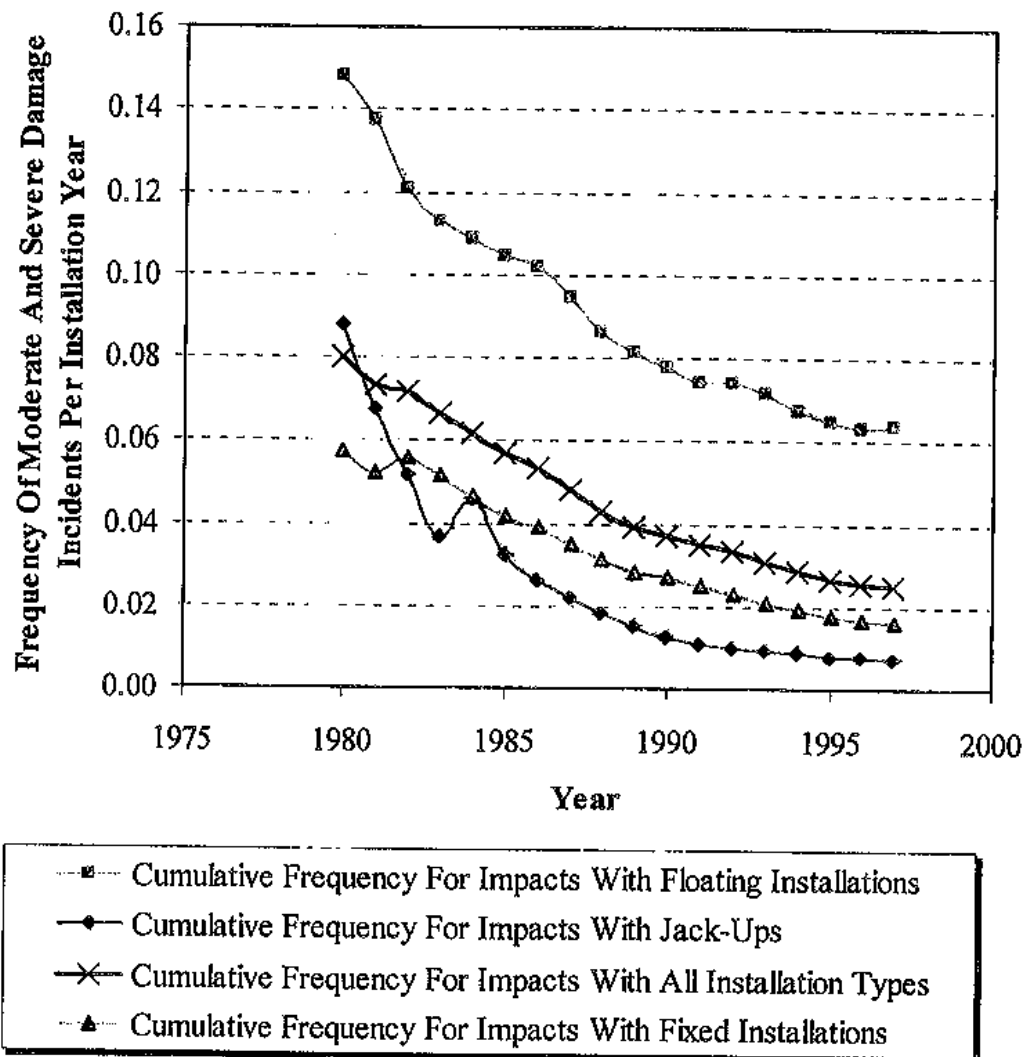 Frequency Of Moderate And Severe Damage
Incidents Per Installation Year
0.16
0.14
0.12
0.10
0.08
0.06
0.04
0.02
0.00
1975 1980 1985 1990 1995 2000
Year
Cumulative Frequency For Impacts With Floating Installations
Cumulative Frequency For Impacts With Jack-Ups
Cumulative Frequency For Impacts With All Installation Types
Cumulative Frequency For Impacts With Fixed Installations